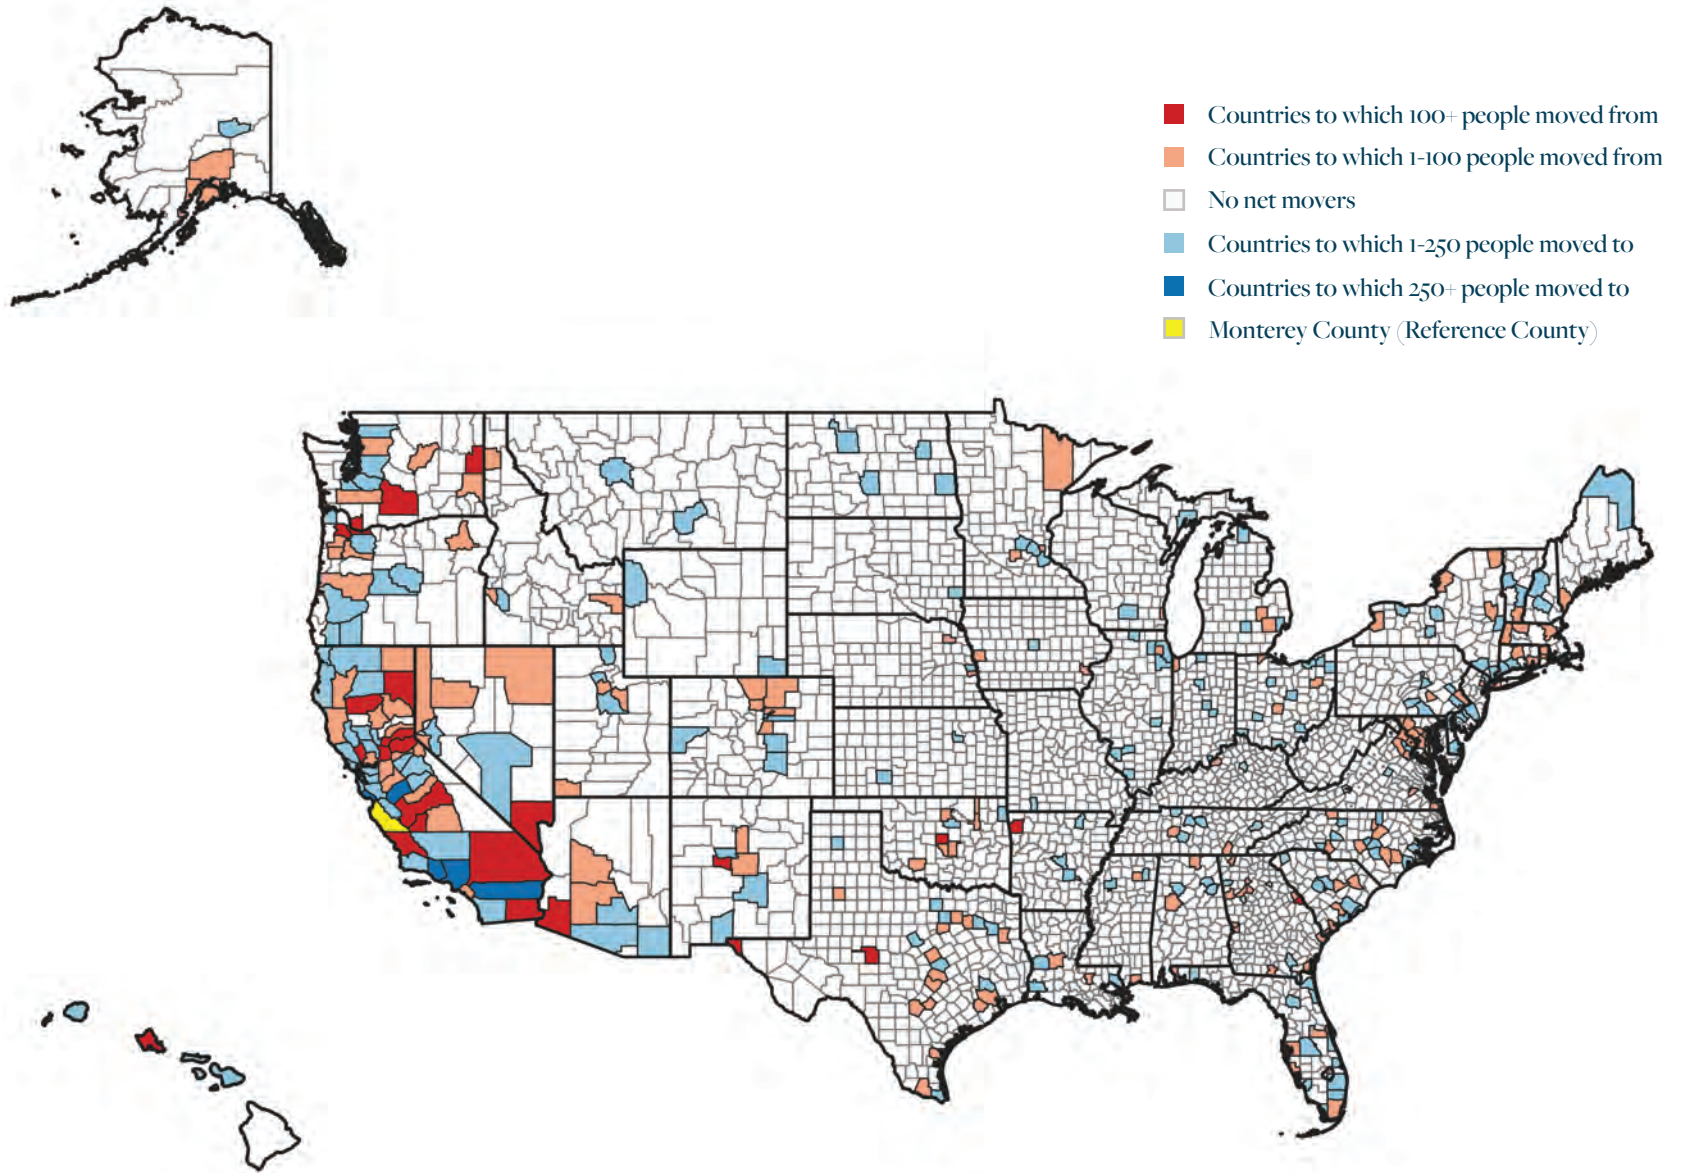 Countries to which 100+ people moved from
Countries to which 1-100 people moved from
No net movers
Countries to which 1-250 people moved to
Countries to which 250+ people moved to
Monterey County (Reference County)